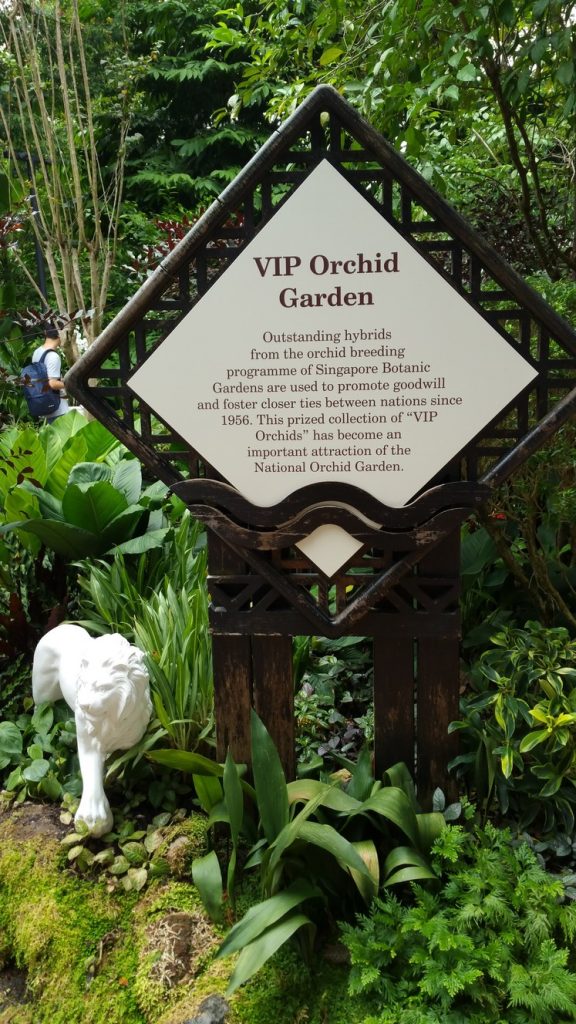 VIP Orchid
Garden
Outstanding hybrids
from the orchid breeding
programme of Singapore Botanic
Gardens are used to promote goodwill
and foster closer ties between nations since
1956. This prized collection of “VIP
Orchids” has become an
important attraction of the
National Orchid Garden.